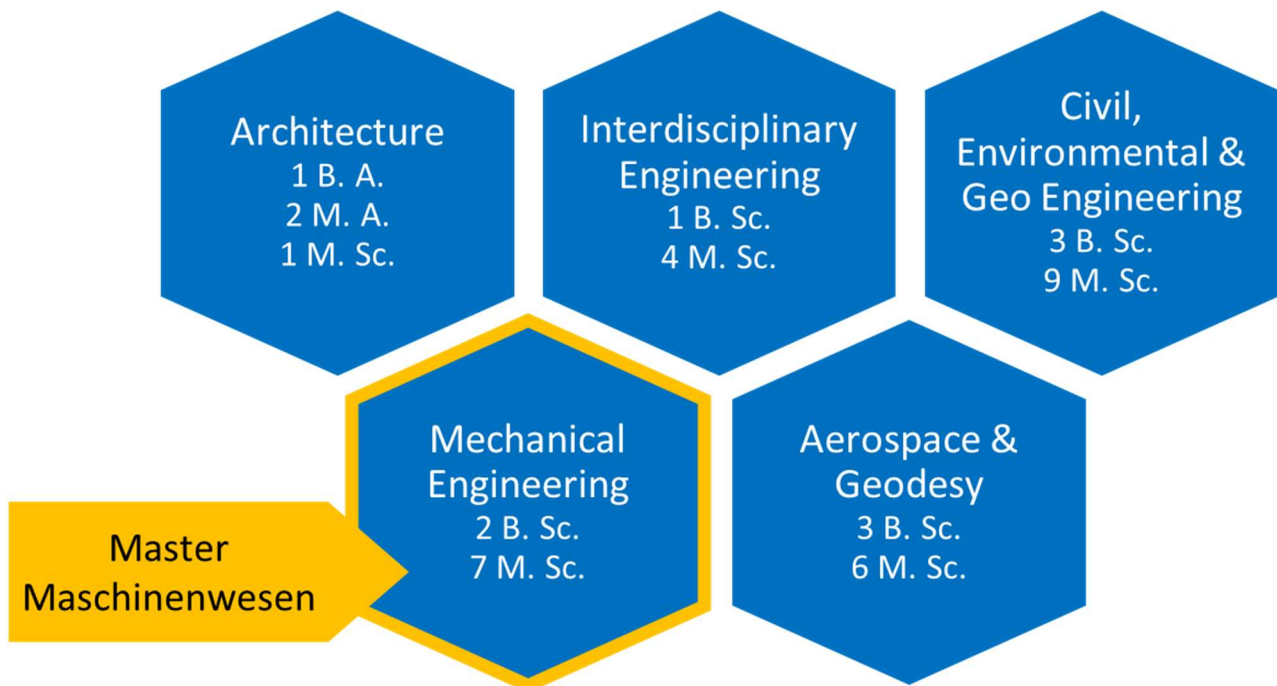 Architecture
1 B. A.
2 M. A.
1 M. Sc.
Interdisciplinary
Engineering
1 B. Sc.
4 M. Sc.
Civil,
Environmental &
Geo Engineering
3 B. Sc.
9 M. Sc.
Master
Maschinenwesen
Mechanical
Engineering
2 B. Sc.
7 M. Sc.
Aerospace &
Geodesy
3 B. Sc.
6 M. Sc.